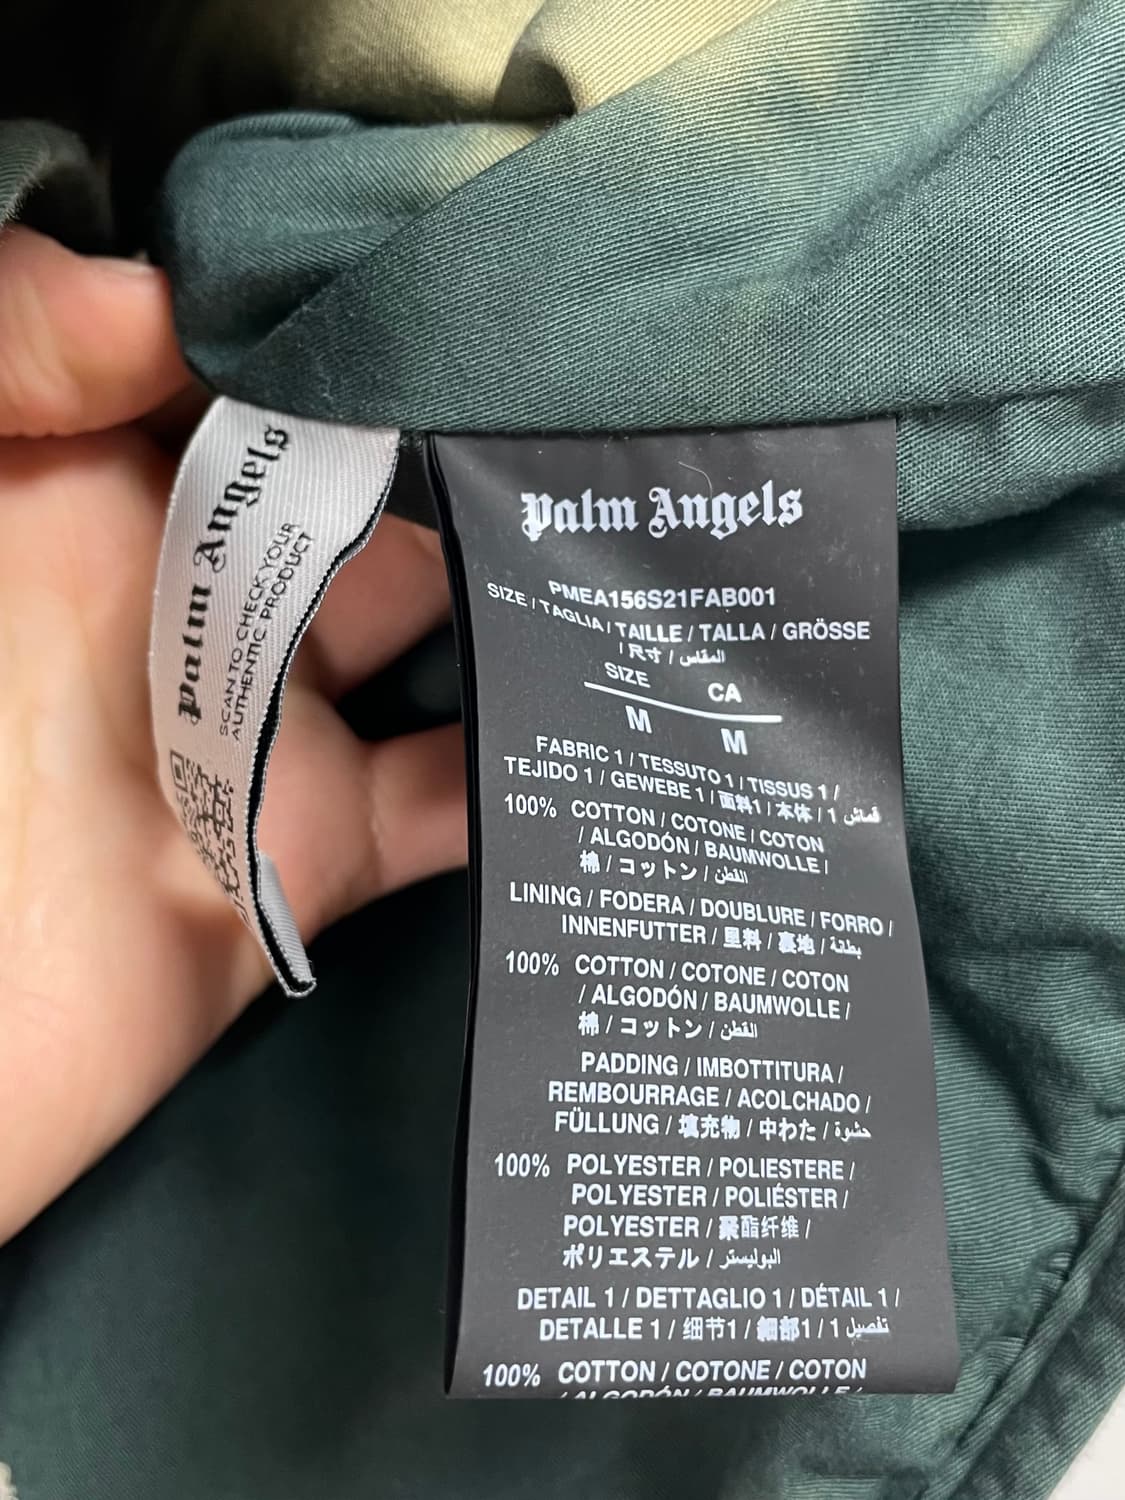 Palm Angels
SCAN TO CHECK YOUR
AUTHENTIC PRODUCT
Palm Angels
PMEA156S21FAB001
SIZE / TAGLIA / TAILLE / TALLA / GRÖSSE
/ 尺寸 / المقاس
SIZE CA
M M
FABRIC 1 / TESSUTO 1 / TISSUS 1 /
TEJIDO 1 / GEWEBE 1 / 面料1 / 本体 / قماش 1
100% COTTON / COTONE / COTON
/ ALGODÓN / BAUMWOLLE /
棉 / コットン / القطن
LINING / FODERA / DOUBLURE / FORRO /
INNENFUTTER / 里料 / 裏地 / بطانة
100% COTTON / COTONE / COTON
/ ALGODÓN / BAUMWOLLE /
棉 / コットン / القطن
PADDING / IMBOTTITURA /
REMBOURRAGE / ACOLCHADO /
FÜLLUNG / 填充物 / 中わた / حشوة
100% POLYESTER / POLIESTERE /
POLYESTER / POLIÉSTER /
POLYESTER / 聚酯纤维 /
ポリエステル / البوليستر
DETAIL 1 / DETTAGLIO 1 / DÉTAIL 1 /
DETALLE 1 / 细节1 / 細部1 / تفصيل 1
100% COTTON / COTONE / COTON
/ ALGODÓN / BAUMWOLLE /